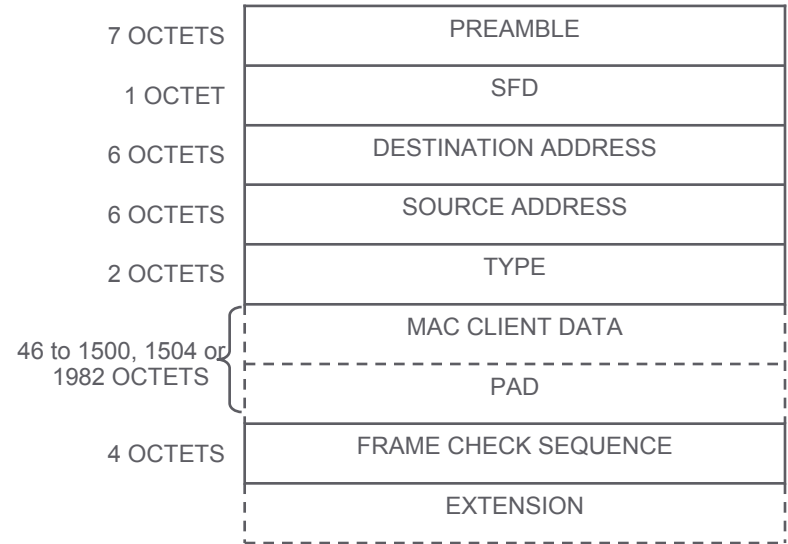 7 OCTETS PREAMBLE
1 OCTET SFD
6 OCTETS DESTINATION ADDRESS
6 OCTETS SOURCE ADDRESS
2 OCTETS TYPE
46 to 1500, 1504 or
1982 OCTETS
MAC CLIENT DATA
PAD
4 OCTETS FRAME CHECK SEQUENCE
EXTENSION